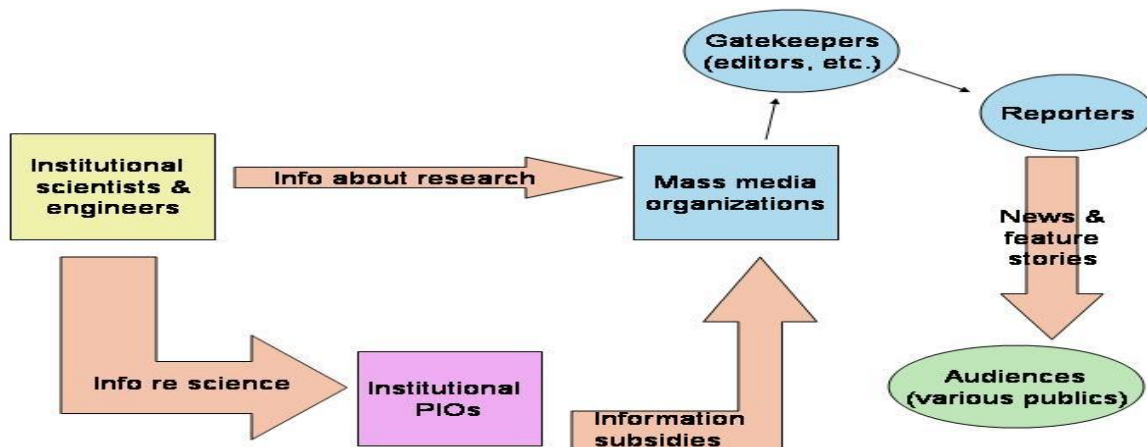 Gatekeepers
(editors, etc.)
Reporters
Institutional
scientists &
engineers
Info about research
Mass media
organizations
News &
feature
stories
Info re science
Institutional
PIOs
Information
subsidies
Audiences
(various publics)